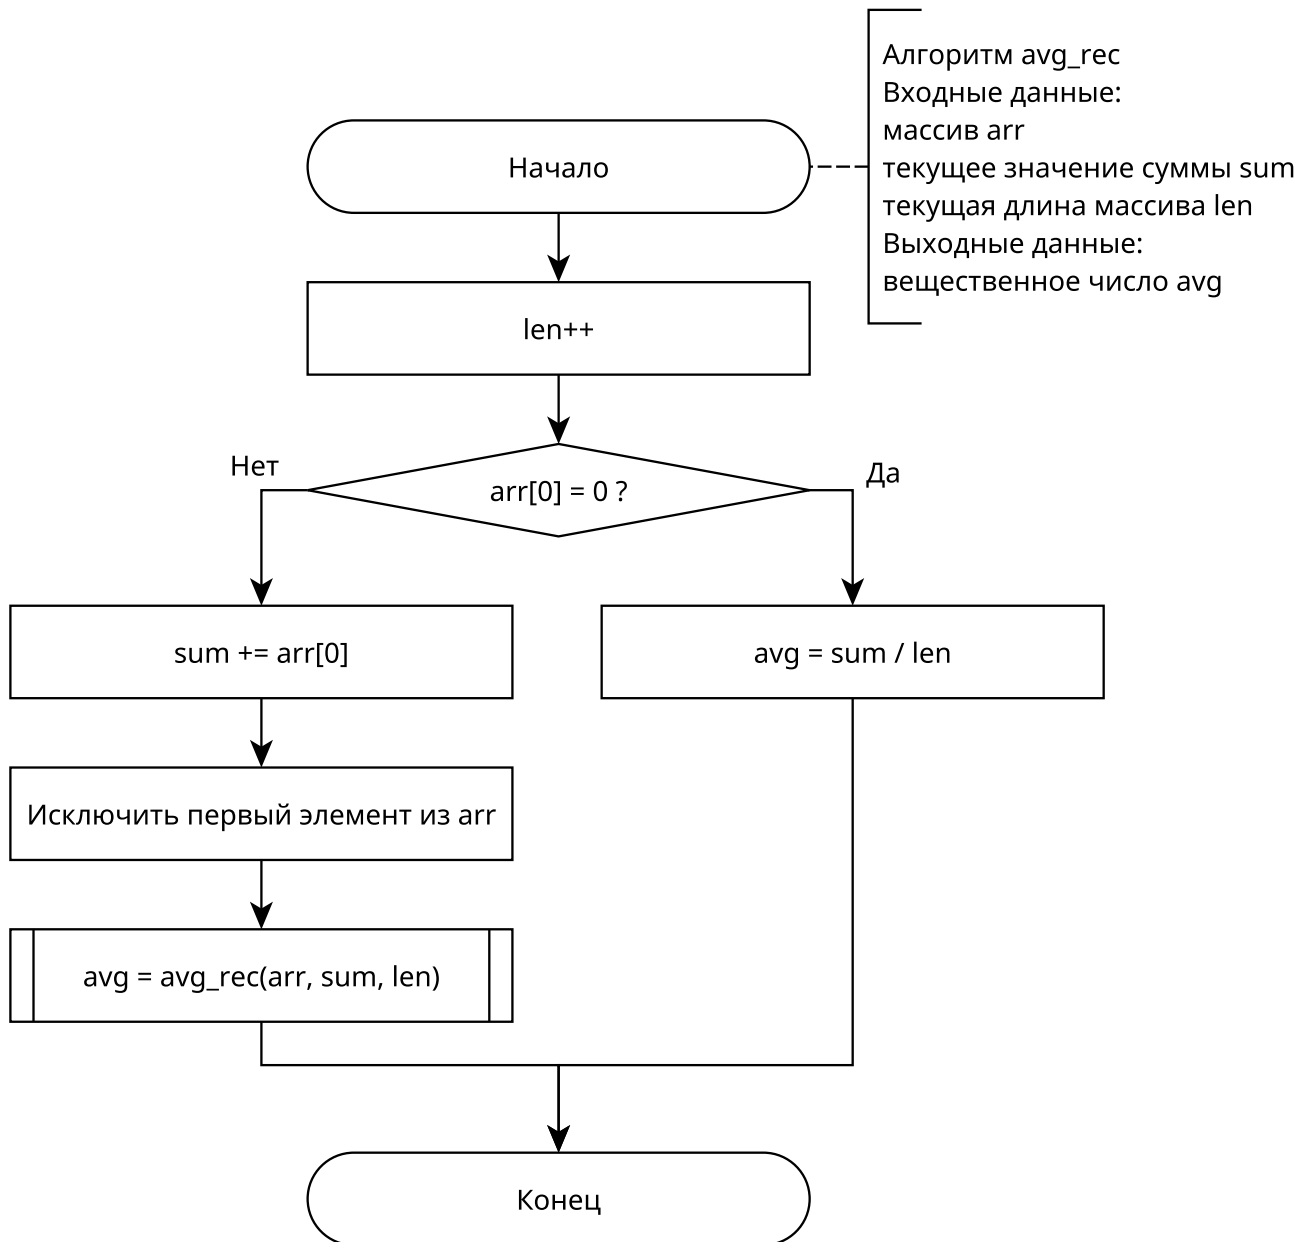 Алгоритм avg_rec
Входные данные:
массив arr
текущее значение суммы sum
текущая длина массива len
Выходные данные:
вещественное число avg
Начало
len++
arr[0] = 0 ?
Нет
Да
sum += arr[0]
avg = sum / len
Исключить первый элемент из arr
avg = avg_rec(arr, sum, len)
Конец